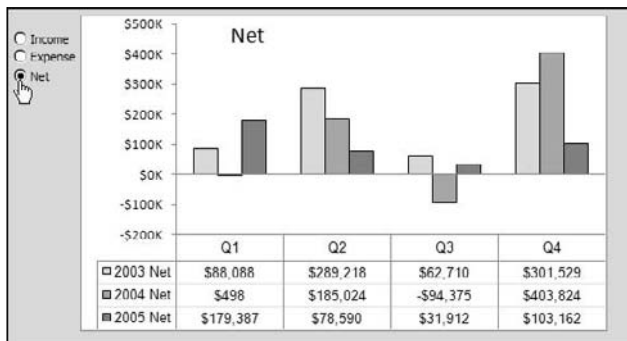 Income
Expense
Net
Net
$500K
$400K
$300K
$200K
$100K
$0K
-$100K
-$200K
Q1 Q2 Q3 Q4
2003 Net $88,088 $289,218 $62,710 $301,529
2004 Net $498 $185,024 -$94,375 $403,824
2005 Net $179,387 $78,590 $31,912 $103,162